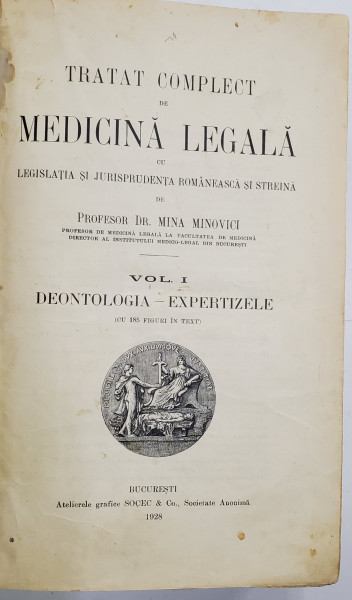 TRATAT COMPLECT
DE
MEDICINĂ LEGALĂ
CU
LEGISLAȚIA ȘI JURISPRUDENȚA ROMÂNEASCĂ ȘI STREINĂ
DE
PROFESOR DR. MINA MINOVICI
PROFESOR DE MEDICINĂ LEGALĂ LA FACULTATEA DE MEDICINĂ
DIRECTOR AL INSTITUTULUI MEDICO-LEGAL DIN BUCUREȘTI
VOL. I
DEONTOLOGIA – EXPERTIZELE
(CU 185 FIGURI ÎN TEXT)
BUCUREȘTI
Atelierele grafice SOCEC & Co., Societate Anonimă
1928